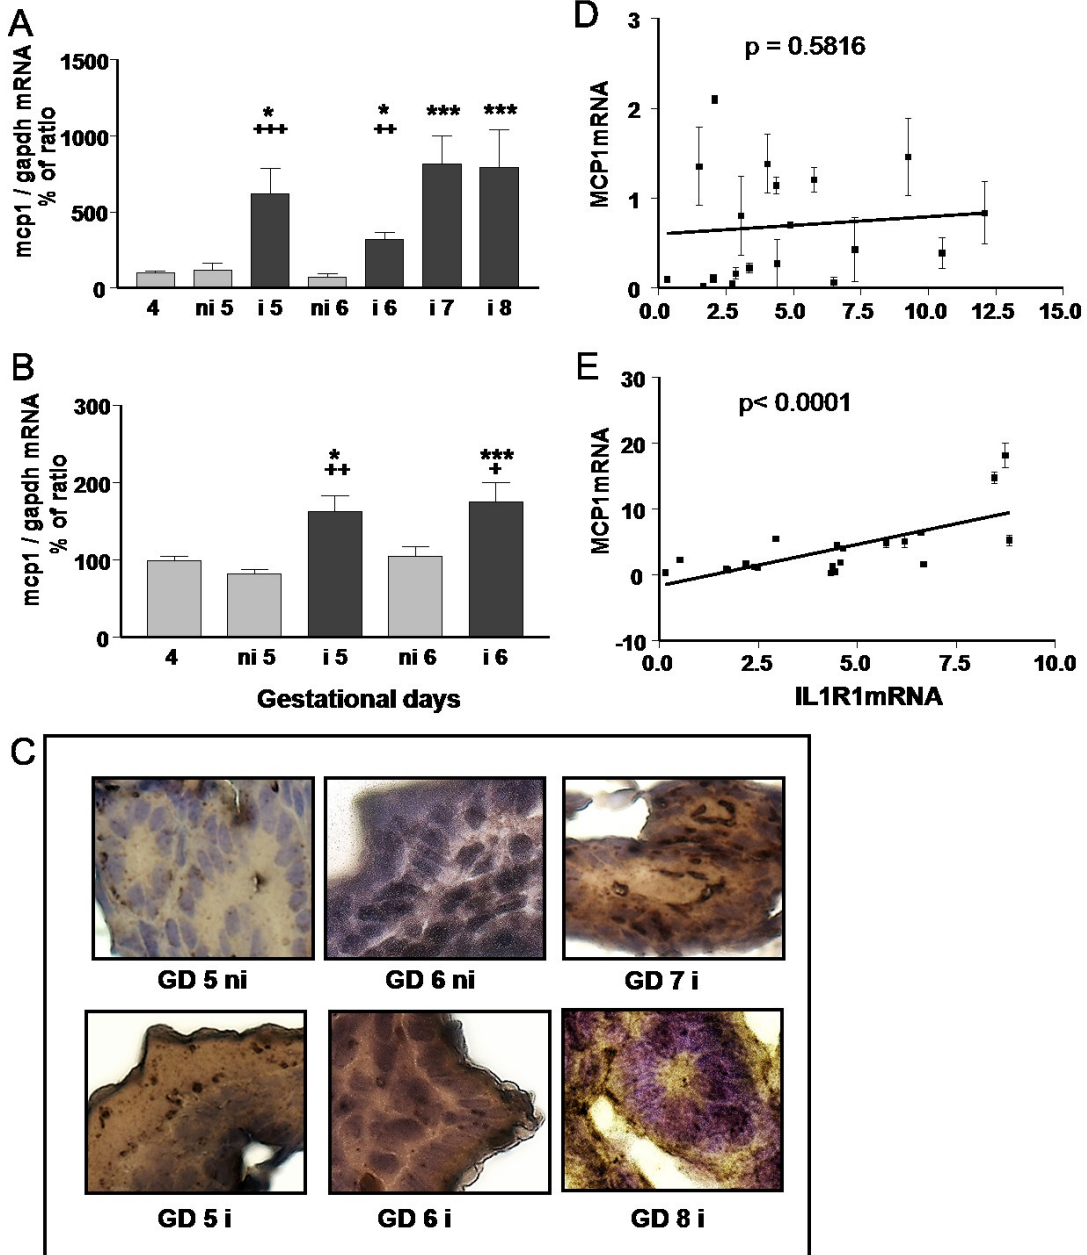 A
mcp1 / gapdh mRNA
% of ratio
1500
1000
500
0
*
+++
*
++
***
***
4 ni 5 i 5 ni 6 i 6 i 7 i 8
B
mcp1 / gapdh mRNA
% of ratio
300
200
100
0
*
++
***
+
4 ni 5 i 5 ni 6 i 6
Gestational days
C
GD 5 ni GD 6 ni GD 7 i
GD 5 i GD 6 i GD 8 i
D
p = 0.5816
MCP1mRNA
3
2
1
0
0.0 2.5 5.0 7.5 10.0 12.5 15.0
E
p< 0.0001
MCP1mRNA
30
20
10
0
-10
0.0 2.5 5.0 7.5 10.0
IL1R1mRNA